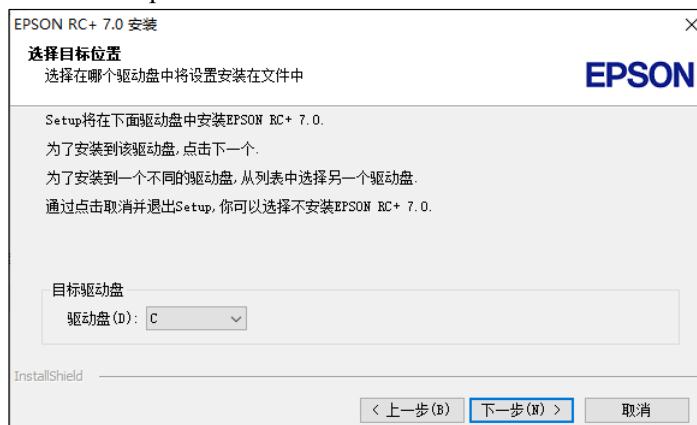 EPSON RC+ 7.0 安装
选择目标位置
选择在哪个驱动盘中将设置安装在文件中
EPSON
Setup将在下面驱动盘中安装EPSON RC+ 7.0.
为了安装到该驱动盘,点击下一个.
为了安装到一个不同的驱动盘,从列表中选择另一个驱动盘.
通过点击取消并退出Setup,你可以选择不安装EPSON RC+ 7.0.
目标驱动盘
驱动盘(D): C
InstallShield
< 上一步(B) 下一步(N) > 取消